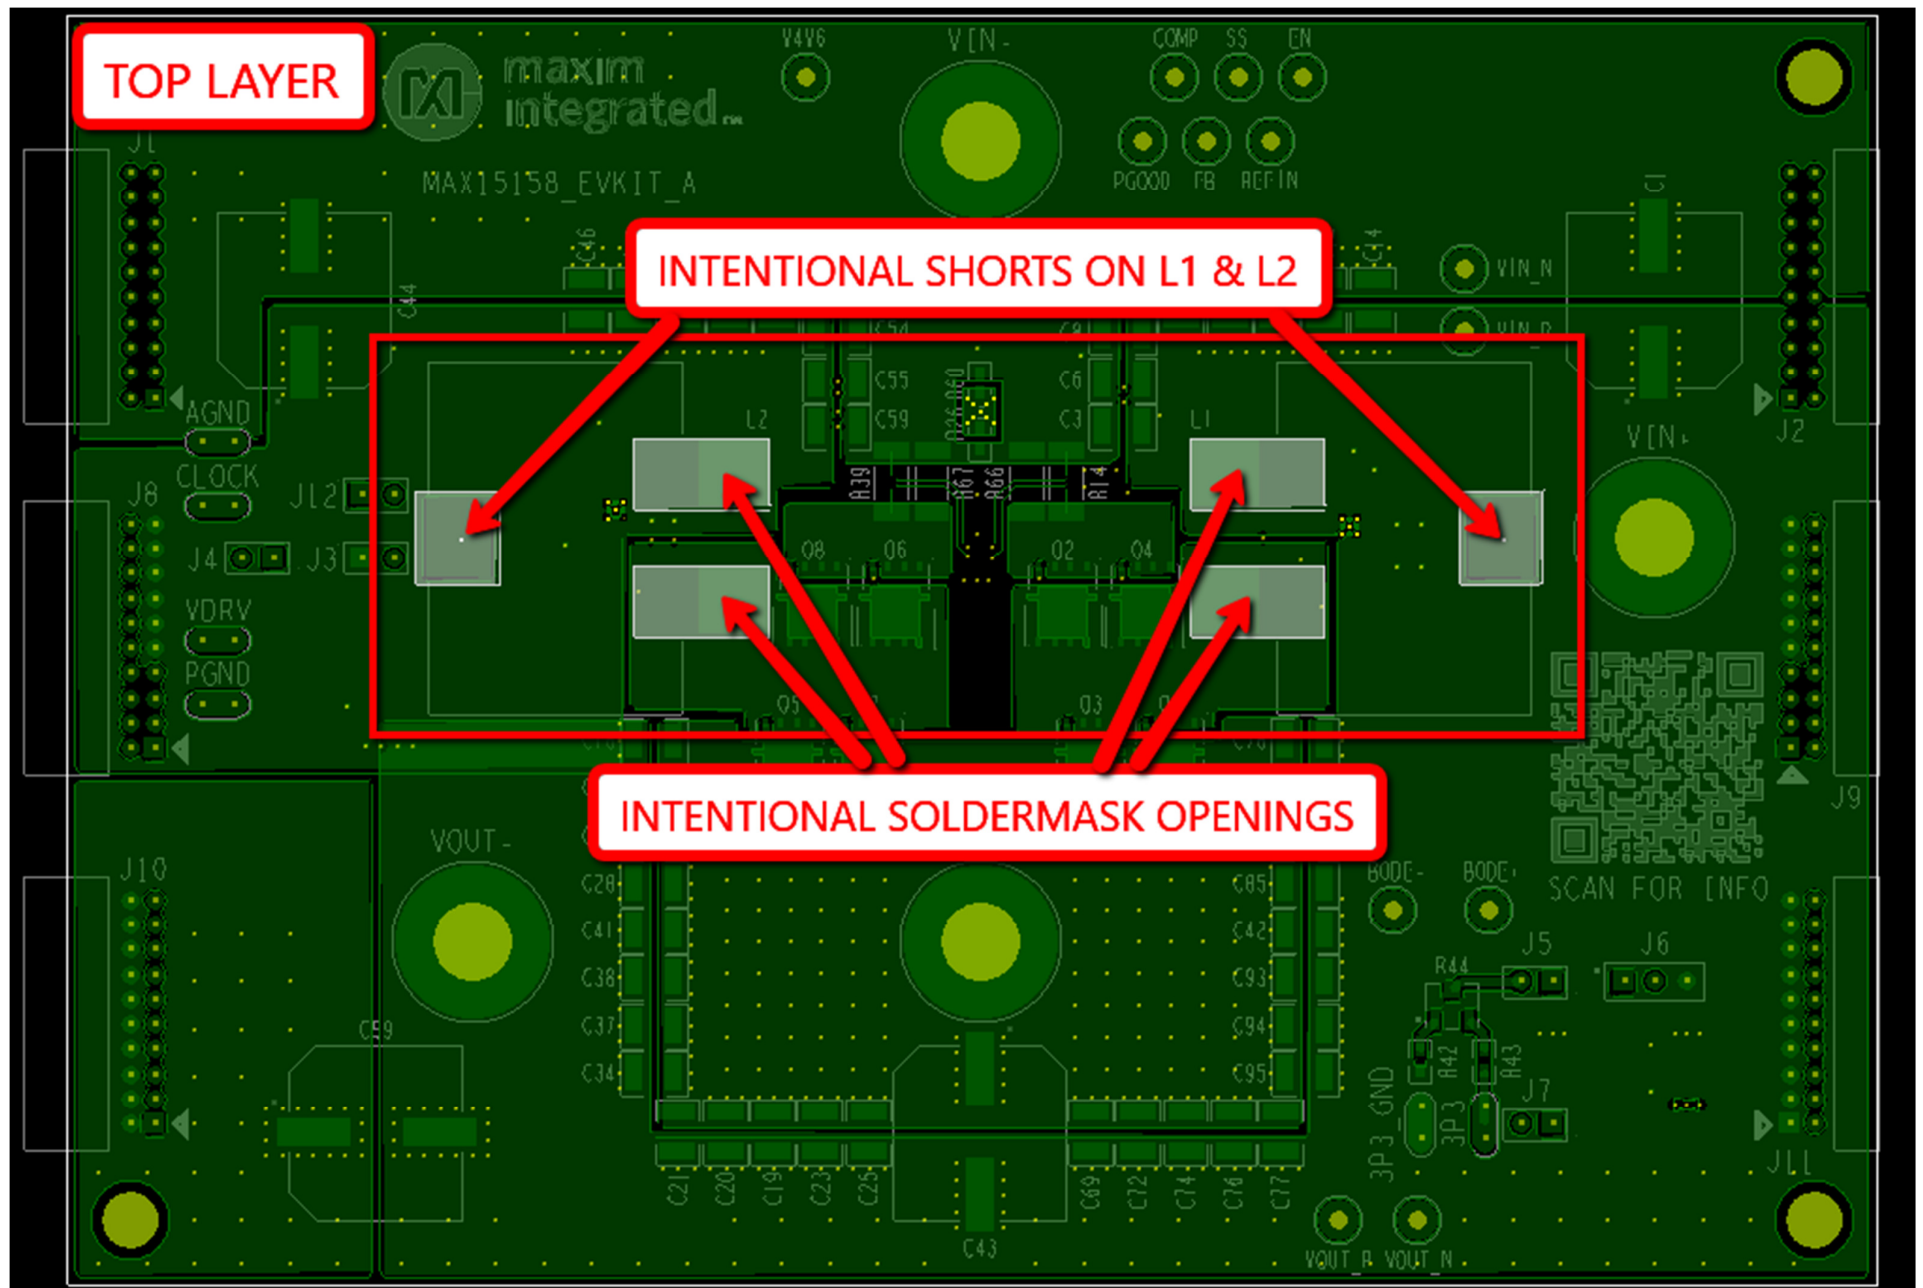 TOP LAYER
maxim
integrated™
V4V6
VIN-
COMP
SS
EN
PGOOD
FB
REFIN
J1
MAX15158_EVKIT_A
C46
C14
C1
INTENTIONAL SHORTS ON L1 & L2
VIN_N
C44
C54
C9
VIN_P
C55
C6
AGND
C59
C3
L2
L1
VIN+
J2
CLOCK
J8
J12
R39
R67
R66
R14
J4
J3
Q8
Q6
Q2
Q4
VDRV
PGND
Q5
Q3
INTENTIONAL SOLDERMASK OPENINGS
J9
VOUT-
J10
C28
C85
BODE-
BODE+
SCAN FOR INFO
C41
C42
J5
J6
C38
C93
R44
C59
C37
C94
C34
C95
R42
R43
3P3_GND
3P3
J7
J11
C21
C20
C19
C23
C25
C69
C72
C74
C76
C77
C43
VOUT_P
VOUT_N